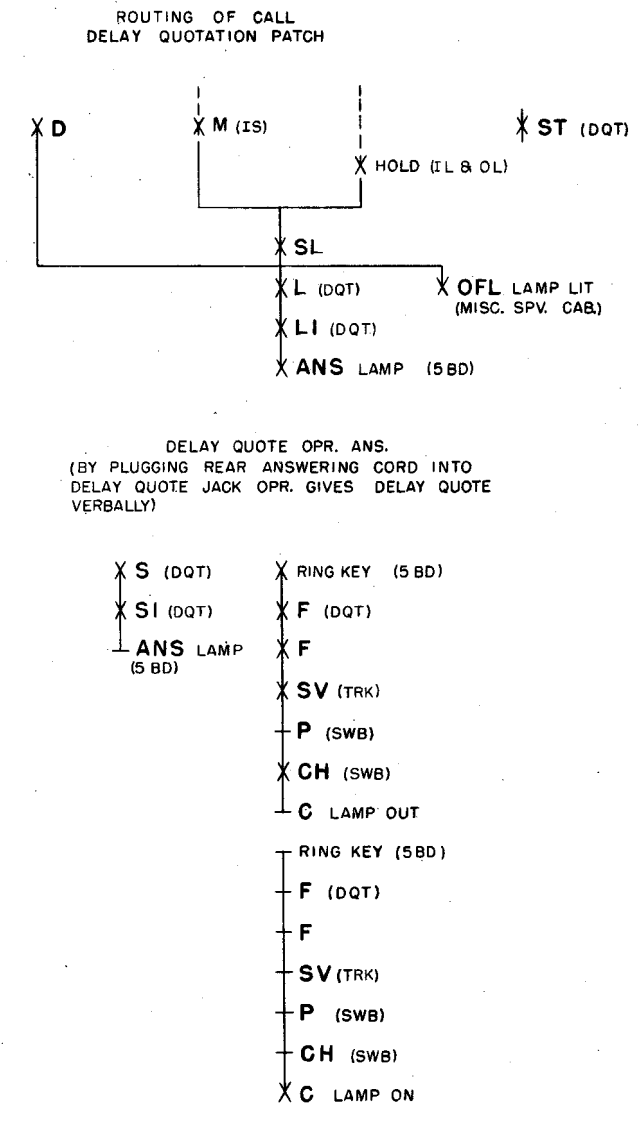 ROUTING OF CALL
DELAY QUOTATION PATCH
D
M (IS)
ST (DQT)
HOLD (IL & OL)
SL
L (DQT)
OFL LAMP LIT
(MISC. SPV. CAB.)
LI (DQT)
ANS LAMP (5 BD)
DELAY QUOTE OPR. ANS.
(BY PLUGGING REAR ANSWERING CORD INTO
DELAY QUOTE JACK OPR. GIVES DELAY QUOTE
VERBALLY)
S (DQT)
RING KEY (5 BD)
SI (DQT)
F (DQT)
ANS LAMP
(5 BD)
F
SV (TRK)
P (SWB)
CH (SWB)
C LAMP OUT
RING KEY (5 BD)
F (DQT)
F
SV (TRK)
P (SWB)
CH (SWB)
C LAMP ON